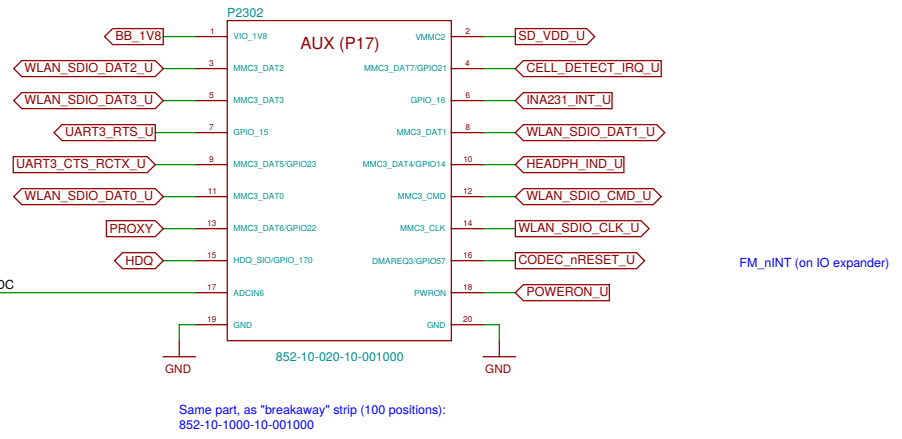 P2302
AUX (P17)
BB_1V8 1 VIO_1V8 VMMC2 2 SD_VDD_U
WLAN_SDIO_DAT2_U 3 MMC3_DAT2 MMC3_DAT7/GPIO21 4 CELL_DETECT_IRQ_U
WLAN_SDIO_DAT3_U 5 MMC3_DAT3 GPIO_16 6 INA231_INT_U
UART3_RTS_U 7 GPIO_15 MMC3_DAT1 8 WLAN_SDIO_DAT1_U
UART3_CTS_RCTX_U 9 MMC3_DAT5/GPIO23 MMC3_DAT4/GPIO14 10 HEADPH_IND_U
WLAN_SDIO_DAT0_U 11 MMC3_DAT0 MMC3_CMD 12 WLAN_SDIO_CMD_U
PROXY 13 MMC3_DAT6/GPIO22 MMC3_CLK 14 WLAN_SDIO_CLK_U
HDQ 15 HDQ_SIO/GPIO_170 DMAREQ3/GPIO57 16 CODEC_nRESET_U
FM_nINT (on IO expander)
17 ADCIN6 PWRON 18 POWERON_U
19 GND GND 20
GND GND
852-10-020-10-001000
Same part, as "breakaway" strip (100 positions):
852-10-1000-10-001000